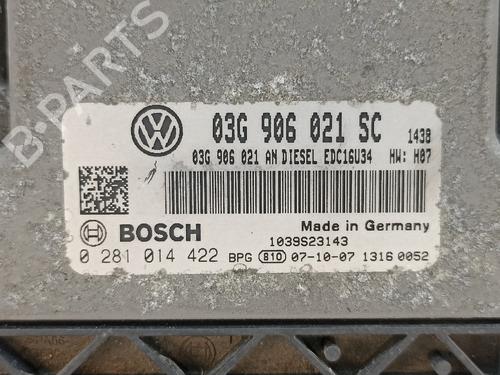 B-PARTS
03G 906 021 SC 1438
03G 906 021 AN DIESEL EDC16U34 HW: H07
Made in Germany
BOSCH
1039S23143
0 281 014 422 BPG 810 07-10-07 1316 0052